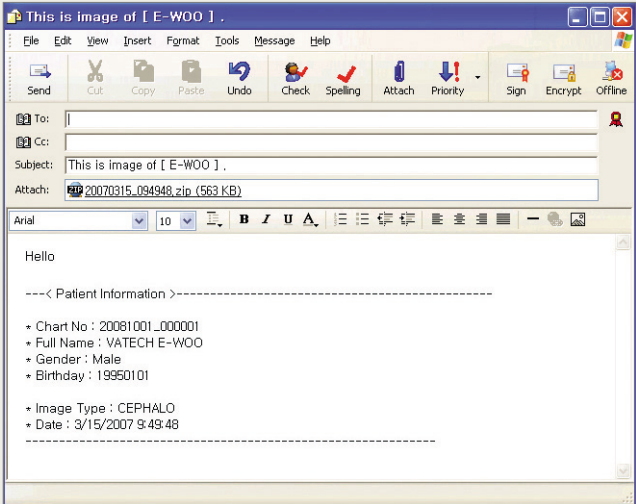 This is image of [ E-WOO ] .
File Edit View Insert Format Tools Message Help
Send Cut Copy Paste Undo Check Spelling Attach Priority Sign Encrypt Offline
To:
Cc:
Subject: This is image of [ E-WOO ] .
Attach: 20070315_094948.zip (563 KB)
Arial 10 B I U A
Hello
---< Patient Information >-----------------------------------------------
* Chart No : 20081001_000001
* Full Name : VATECH E-WOO
* Gender : Male
* Birthday : 19950101
* Image Type : CEPHALO
* Date : 3/15/2007 9:49:48
--------------------------------------------------------------